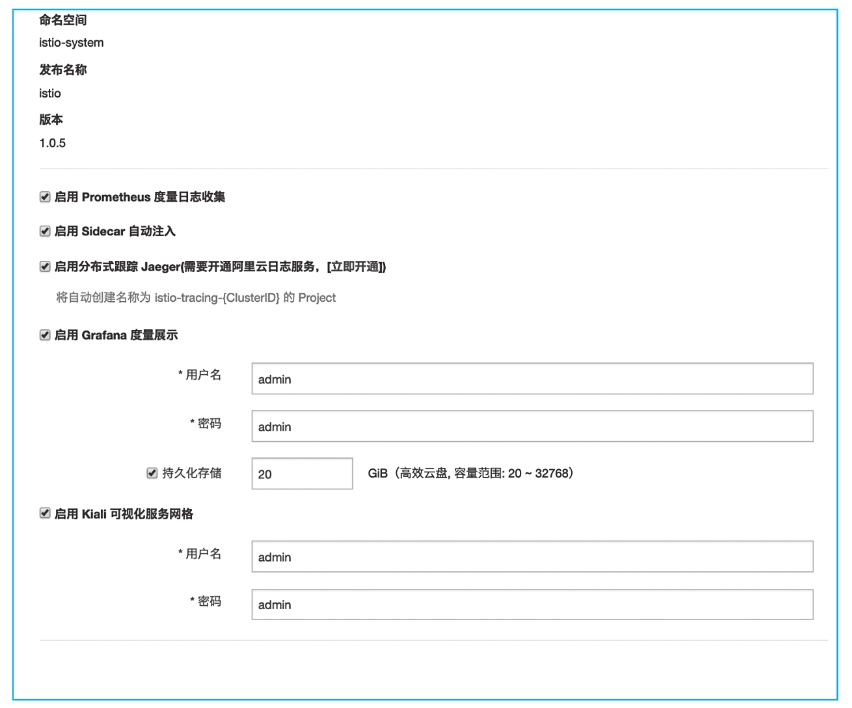 命名空间
istio-system
发布名称
istio
版本
1.0.5
启用 Prometheus 度量日志收集
启用 Sidecar 自动注入
启用分布式跟踪 Jaeger(需要开通阿里云日志服务，[立即开通])
将自动创建名称为 istio-tracing-{ClusterID} 的 Project
启用 Grafana 度量展示
* 用户名 admin
* 密码 admin
持久化存储 20 GiB（高效云盘, 容量范围: 20 ~ 32768）
启用 Kiali 可视化服务网格
* 用户名 admin
* 密码 admin